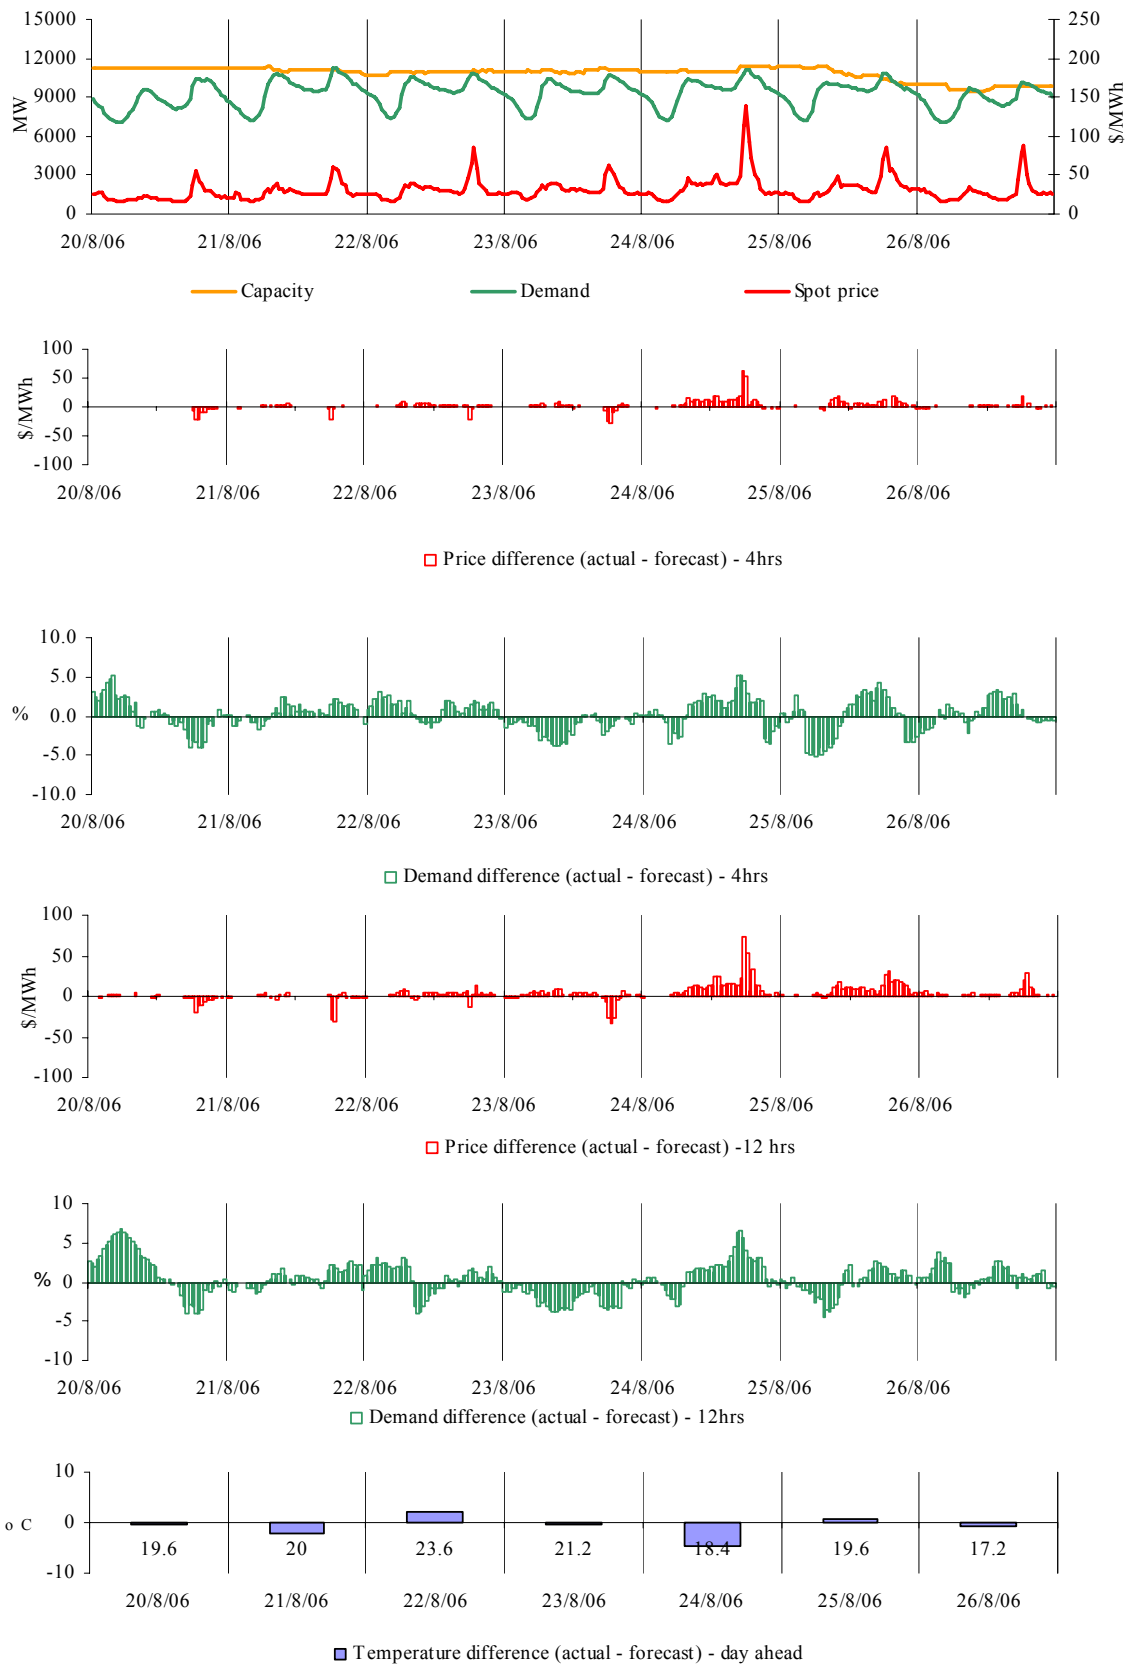 15000 250
12000 200
9000 150
6000 100
3000 50
0 0
MW
$/MWh
20/8/06 21/8/06 22/8/06 23/8/06 24/8/06 25/8/06 26/8/06
Capacity Demand Spot price
100
50
0
-50
-100
$/MWh
20/8/06 21/8/06 22/8/06 23/8/06 24/8/06 25/8/06 26/8/06
Price difference (actual - forecast) - 4hrs
10.0
5.0
% 0.0
-5.0
-10.0
20/8/06 21/8/06 22/8/06 23/8/06 24/8/06 25/8/06 26/8/06
Demand difference (actual - forecast) - 4hrs
100
50
0
-50
-100
$/MWh
20/8/06 21/8/06 22/8/06 23/8/06 24/8/06 25/8/06 26/8/06
Price difference (actual - forecast) -12 hrs
10
5
% 0
-5
-10
20/8/06 21/8/06 22/8/06 23/8/06 24/8/06 25/8/06 26/8/06
Demand difference (actual - forecast) - 12hrs
10
o C 0
19.6 20 23.6 21.2 18.4 19.6 17.2
-10
20/8/06 21/8/06 22/8/06 23/8/06 24/8/06 25/8/06 26/8/06
Temperature difference (actual - forecast) - day ahead